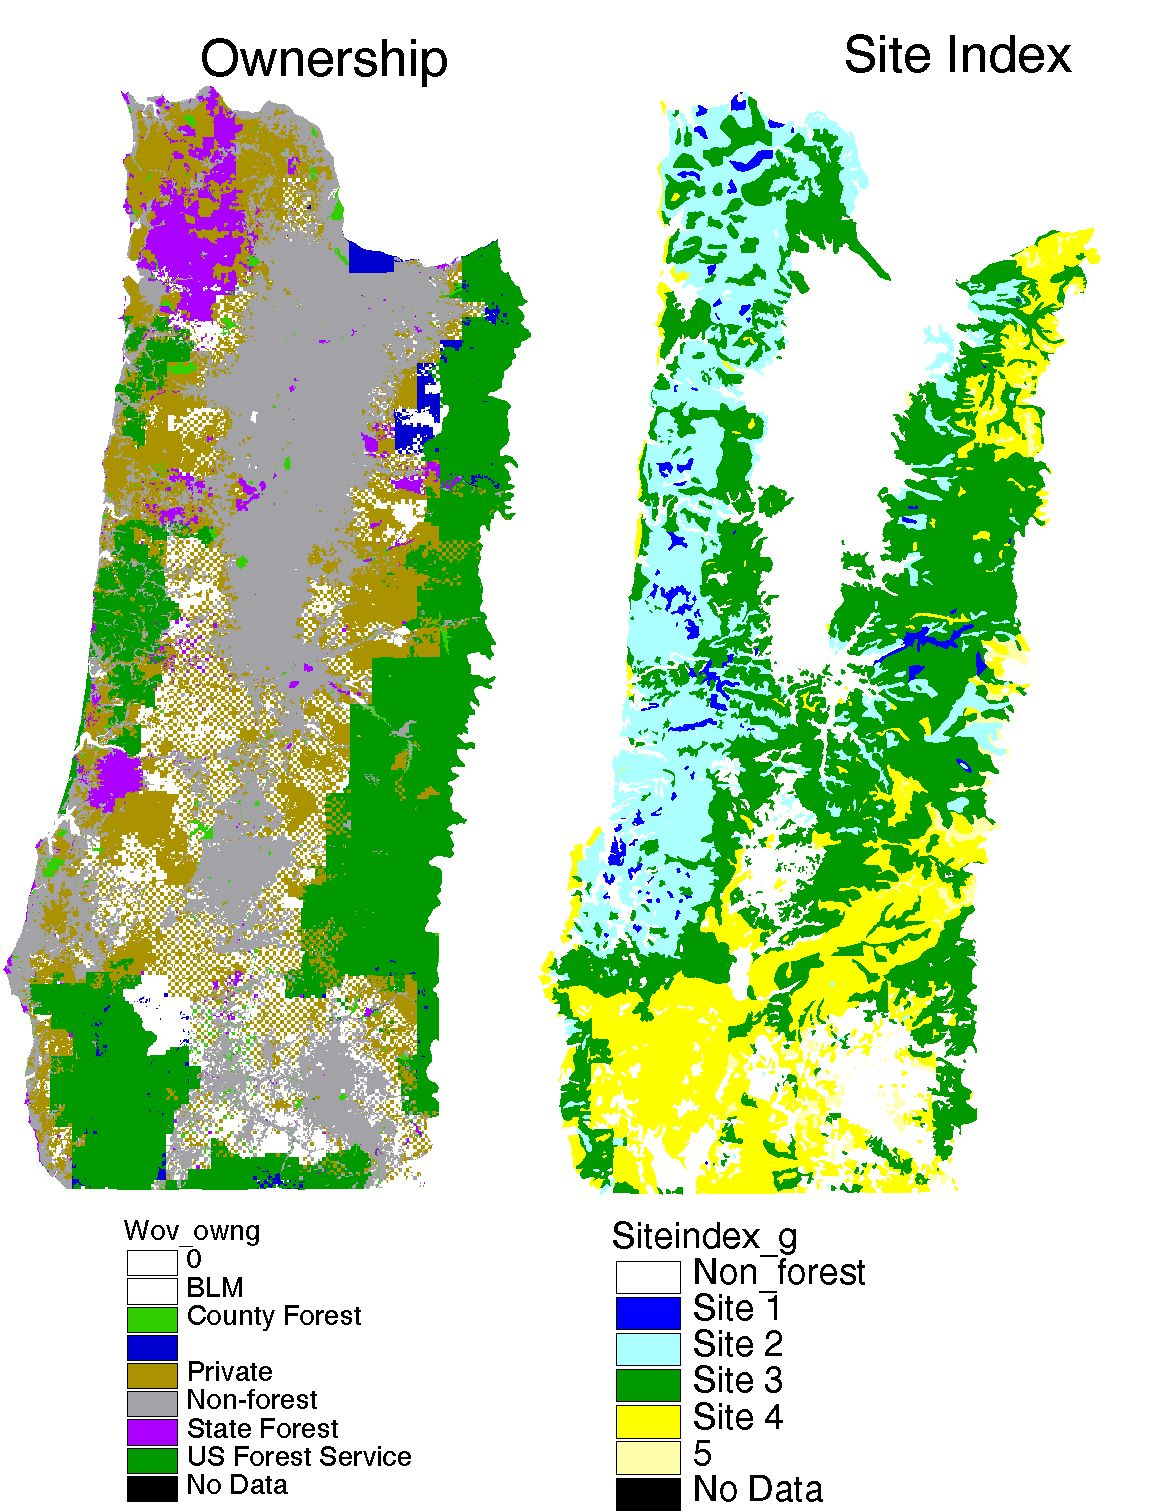 Ownership
Site Index
Wov_owng
0
BLM
County Forest
Private
Non-forest
State Forest
US Forest Service
No Data
Siteindex_g
Non_forest
Site 1
Site 2
Site 3
Site 4
5
No Data